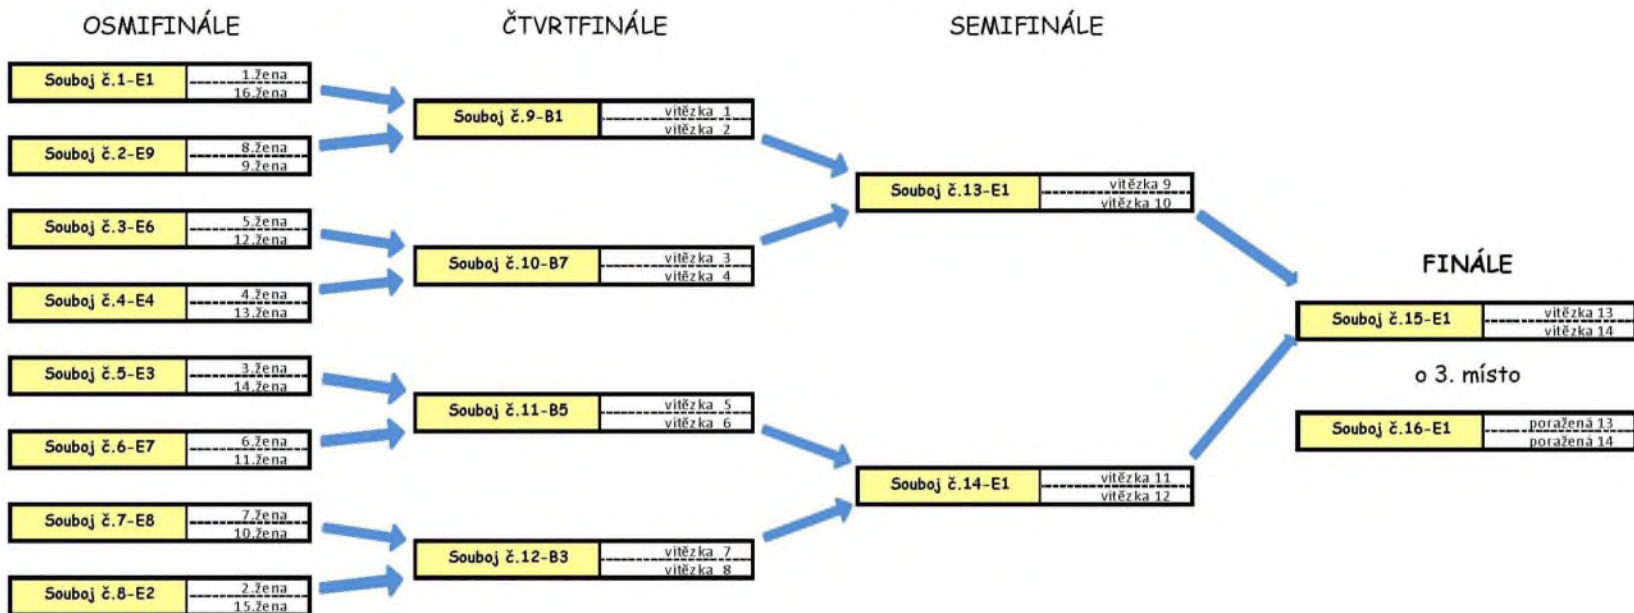 OSMIFINÁLE
Souboj č.1-E1
1.žena
16.žena
Souboj č.2-E9
8.žena
9.žena
Souboj č.3-E6
5.žena
12.žena
Souboj č.4-E4
4.žena
13.žena
Souboj č.5-E3
3.žena
14.žena
Souboj č.6-E7
6.žena
11.žena
Souboj č.7-E8
7.žena
10.žena
Souboj č.8-E2
2.žena
15.žena
ČTVRTFINÁLE
Souboj č.9-B1
vítězka 1
vítězka 2
Souboj č.10-B7
vítězka 3
vítězka 4
Souboj č.11-B5
vítězka 5
vítězka 6
Souboj č.12-B3
vítězka 7
vítězka 8
SEMIFINÁLE
Souboj č.13-E1
vítězka 9
vítězka 10
Souboj č.14-E1
vítězka 11
vítězka 12
FINÁLE
Souboj č.15-E1
vítězka 13
vítězka 14
o 3. místo
Souboj č.16-E1
poražená 13
poražená 14